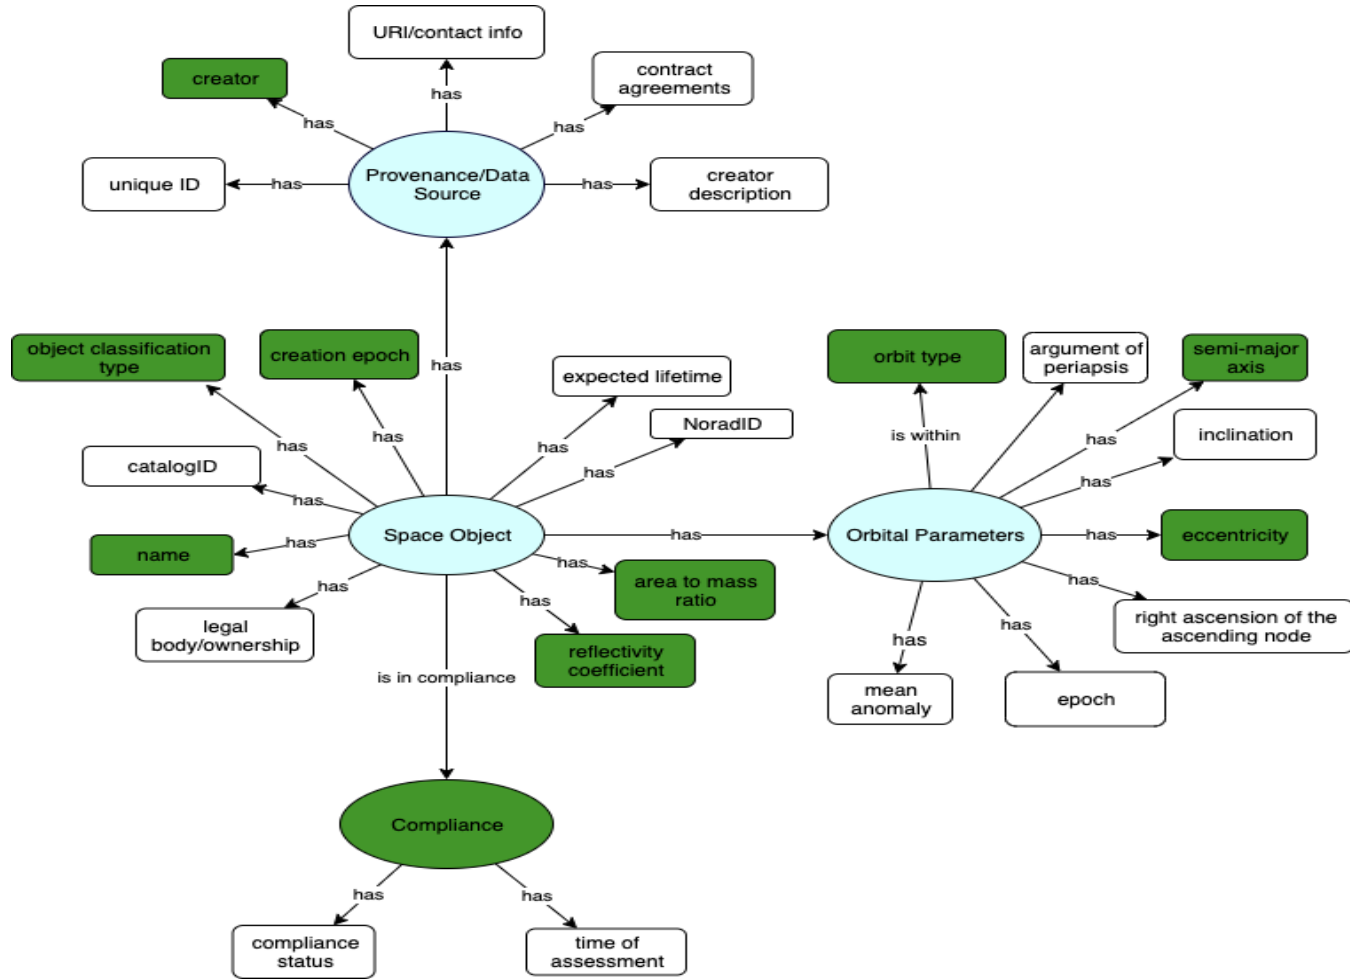 URI/contact info
creator
contract
agreements
has
has
has
Provenance/Data
Source
unique ID
has
has
creator
description
object classification
type
creation epoch
has
expected lifetime
orbit type
argument of
periapsis
semi-major
axis
NoradID
has
has
has
has
is within
has
inclination
catalogID
has
has
has
name
has
Space Object
has
Orbital Parameters
has
eccentricity
has
area to mass
ratio
has
has
has
right ascension of the
ascending node
legal
body/ownership
reflectivity
coefficient
has
has
is in compliance
mean
anomaly
epoch
Compliance
has
has
compliance
status
time of
assessment